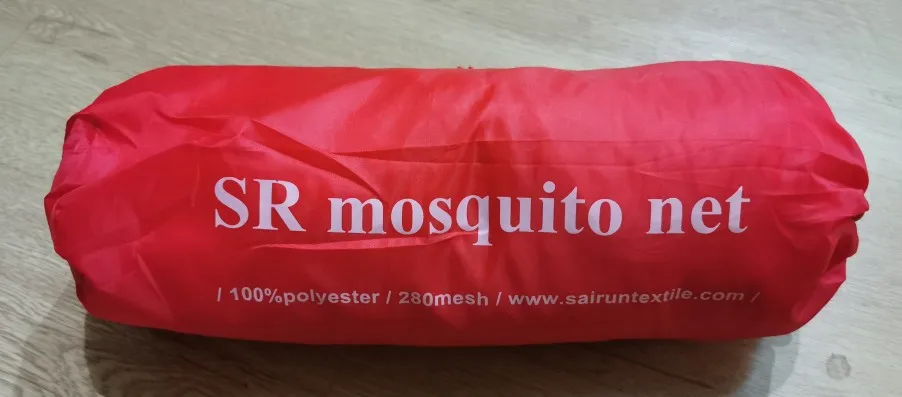 SR mosquito net
/ 100%polyester / 280mesh / www.sairuntextile.com /